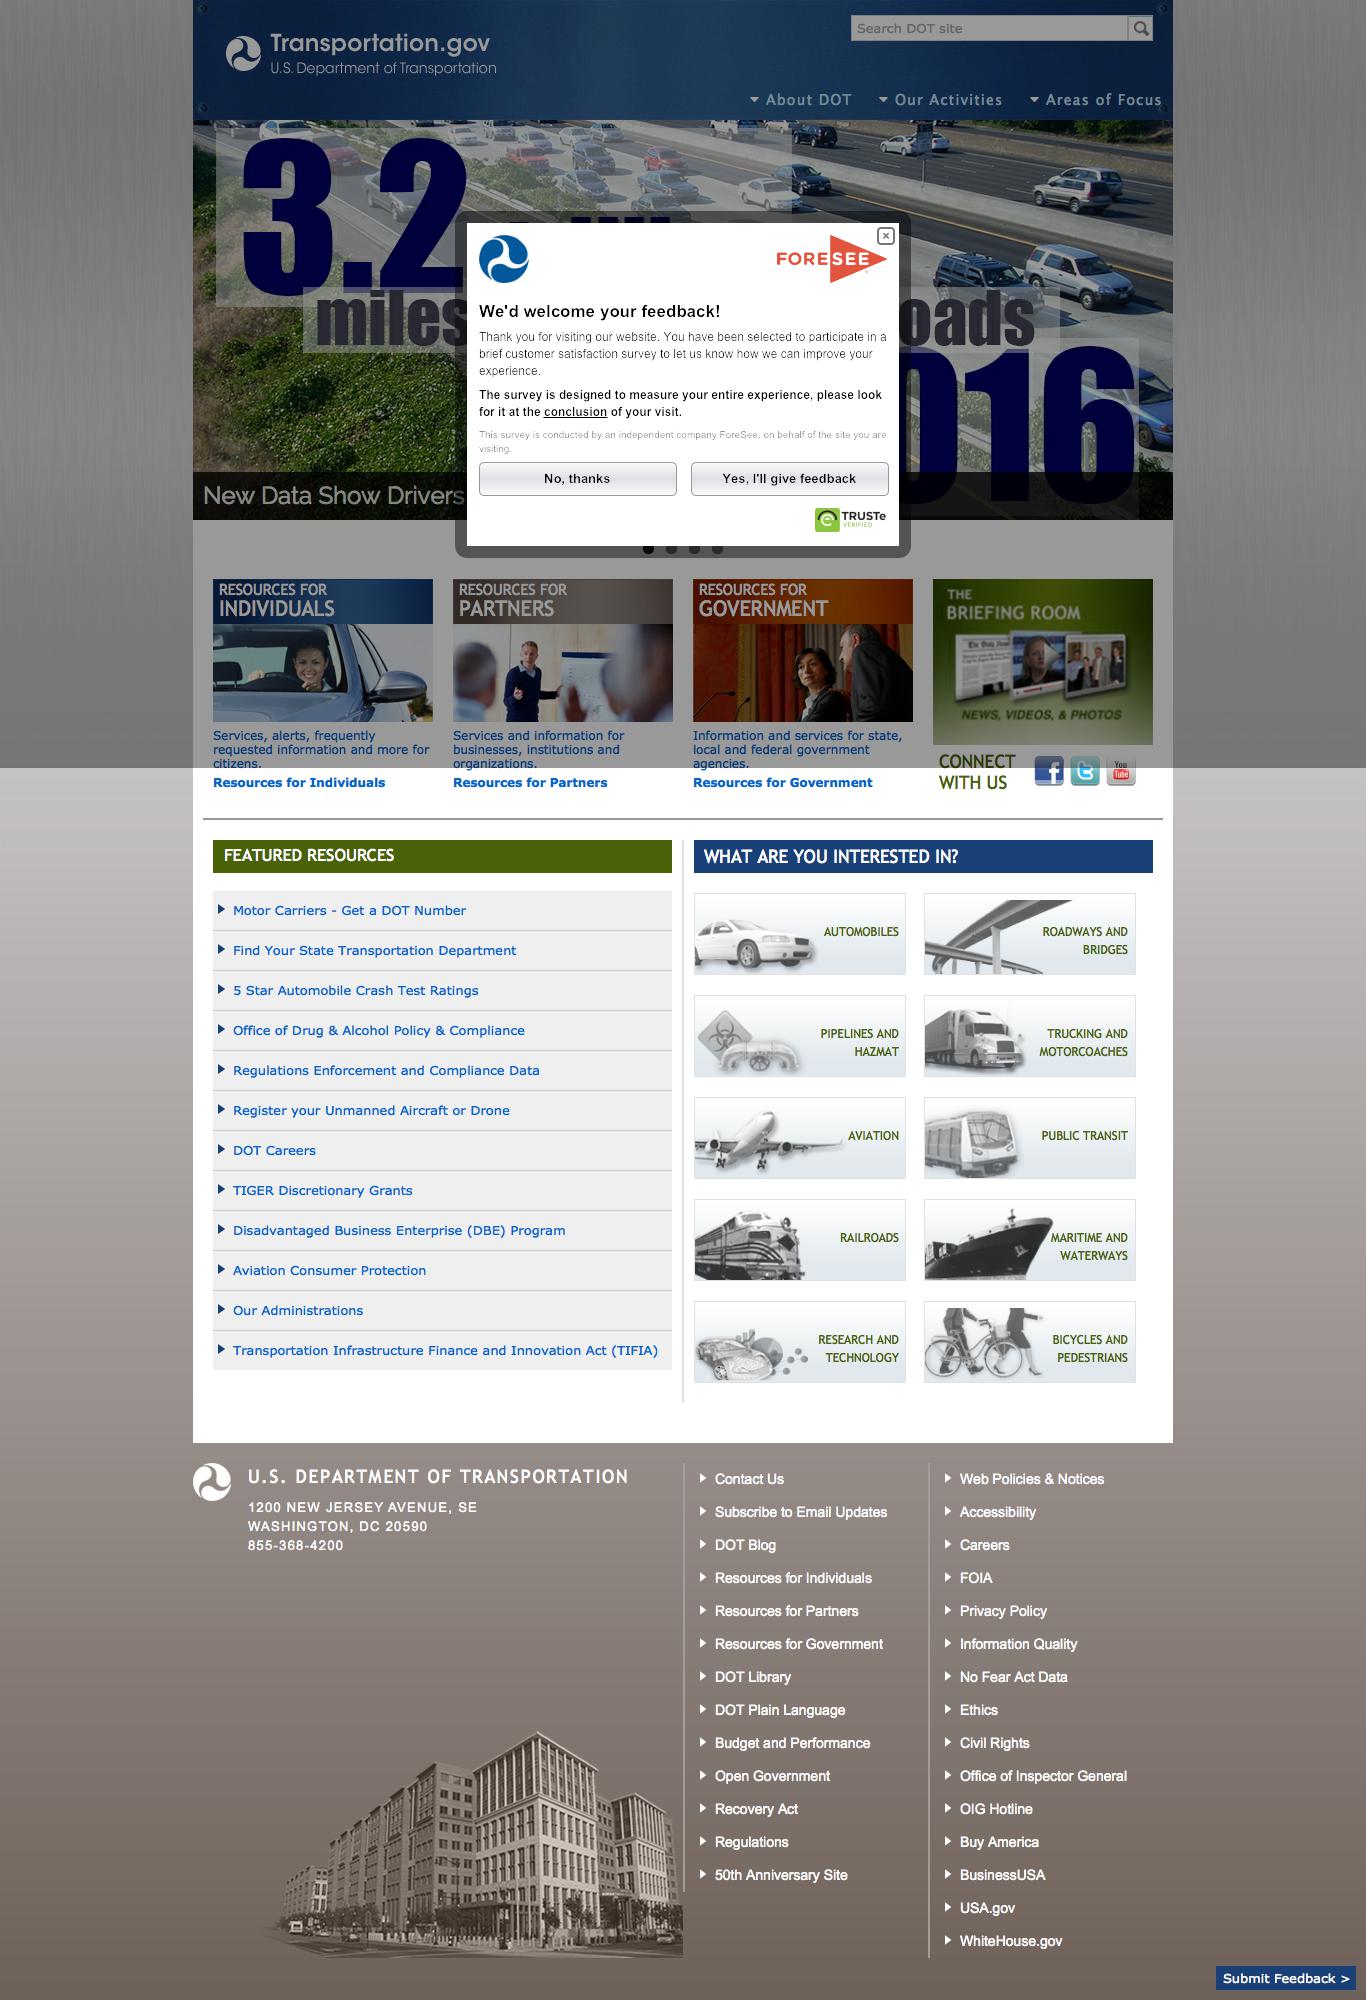 Transportation.gov
U.S. Department of Transportation
Search DOT site
About DOT
Our Activities
Areas of Focus
3.2
miles
oads
016
New Data Show Drivers
FORESEE
We'd welcome your feedback!
Thank you for visiting our website. You have been selected to participate in a
brief customer satisfaction survey to let us know how we can improve your
experience.
The survey is designed to measure your entire experience, please look
for it at the conclusion of your visit.
This survey is conducted by an independent company ForeSee, on behalf of the site you are
visiting.
No, thanks
Yes, I'll give feedback
TRUSTe
VERIFIED
RESOURCES FOR
INDIVIDUALS
Services, alerts, frequently
requested information and more for
citizens.
Resources for Individuals
RESOURCES FOR
PARTNERS
Services and information for
businesses, institutions and
organizations.
Resources for Partners
RESOURCES FOR
GOVERNMENT
Information and services for state,
local and federal government
agencies.
Resources for Government
THE
BRIEFING ROOM
NEWS, VIDEOS, & PHOTOS
CONNECT
WITH US
You
Tube
FEATURED RESOURCES
Motor Carriers - Get a DOT Number
Find Your State Transportation Department
5 Star Automobile Crash Test Ratings
Office of Drug & Alcohol Policy & Compliance
Regulations Enforcement and Compliance Data
Register your Unmanned Aircraft or Drone
DOT Careers
TIGER Discretionary Grants
Disadvantaged Business Enterprise (DBE) Program
Aviation Consumer Protection
Our Administrations
Transportation Infrastructure Finance and Innovation Act (TIFIA)
WHAT ARE YOU INTERESTED IN?
AUTOMOBILES
ROADWAYS AND
BRIDGES
PIPELINES AND
HAZMAT
TRUCKING AND
MOTORCOACHES
AVIATION
PUBLIC TRANSIT
RAILROADS
MARITIME AND
WATERWAYS
RESEARCH AND
TECHNOLOGY
BICYCLES AND
PEDESTRIANS
U.S. DEPARTMENT OF TRANSPORTATION
1200 NEW JERSEY AVENUE, SE
WASHINGTON, DC 20590
855-368-4200
Contact Us
Subscribe to Email Updates
DOT Blog
Resources for Individuals
Resources for Partners
Resources for Government
DOT Library
DOT Plain Language
Budget and Performance
Open Government
Recovery Act
Regulations
50th Anniversary Site
Web Policies & Notices
Accessibility
Careers
FOIA
Privacy Policy
Information Quality
No Fear Act Data
Ethics
Civil Rights
Office of Inspector General
OIG Hotline
Buy America
BusinessUSA
USA.gov
WhiteHouse.gov
Submit Feedback >